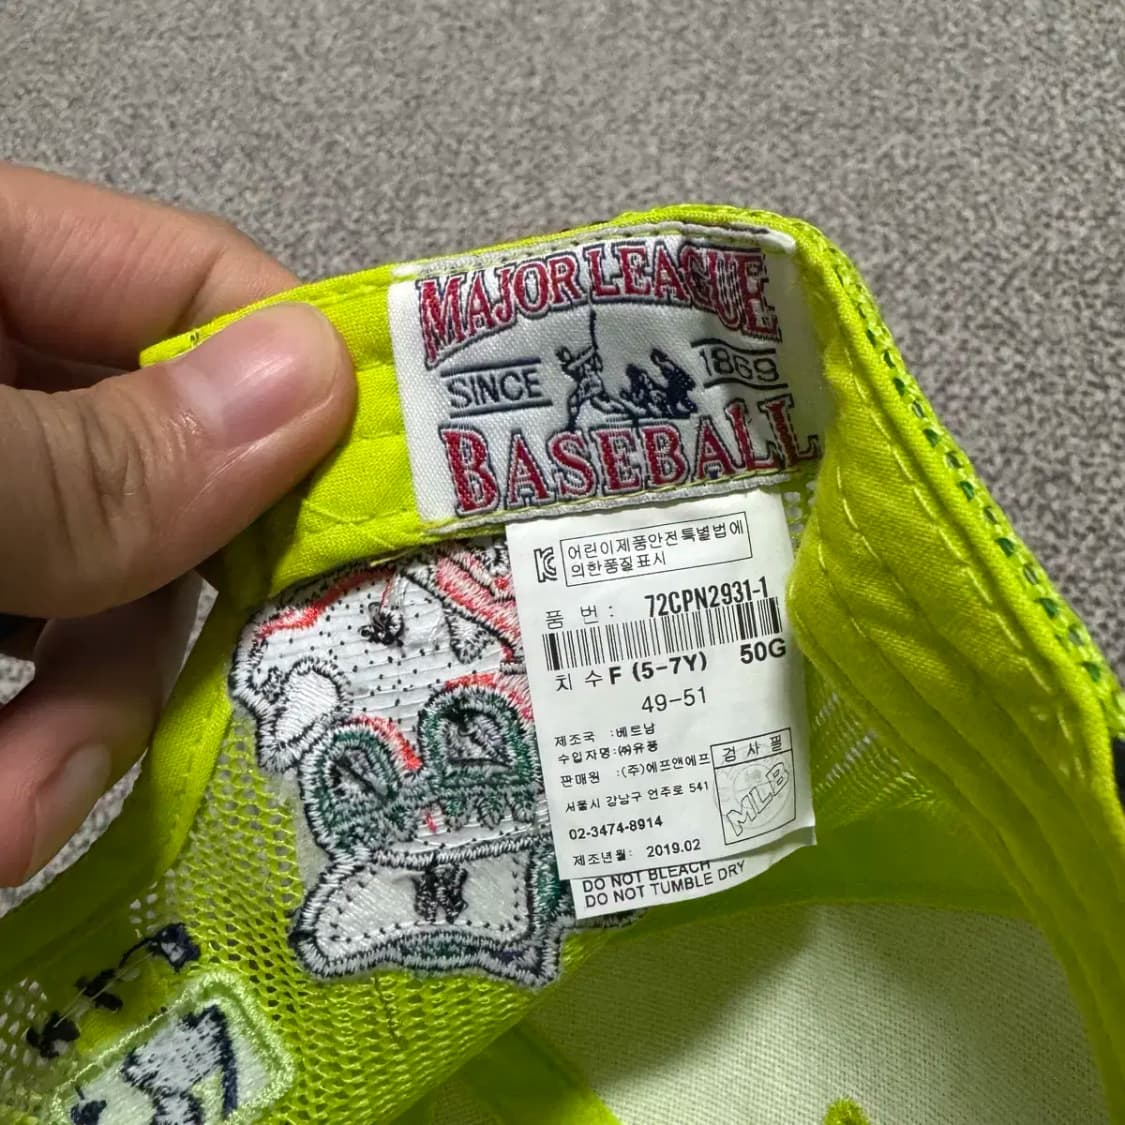 MAJOR LEAGUE
SINCE 1869
BASEBALL
어린이제품안전특별법에
의한품질표시
품 번 : 72CPN2931-1
치 수 F (5-7Y) 50G
49-51
제조국 :베트남
수입자명:㈜유풍
판매원 :(주)에프앤에프
검 사 필
MLB
서울시 강남구 언주로 541
02-3474-8914
제조년월: 2019.02
DO NOT BLEACH
DO NOT TUMBLE DRY